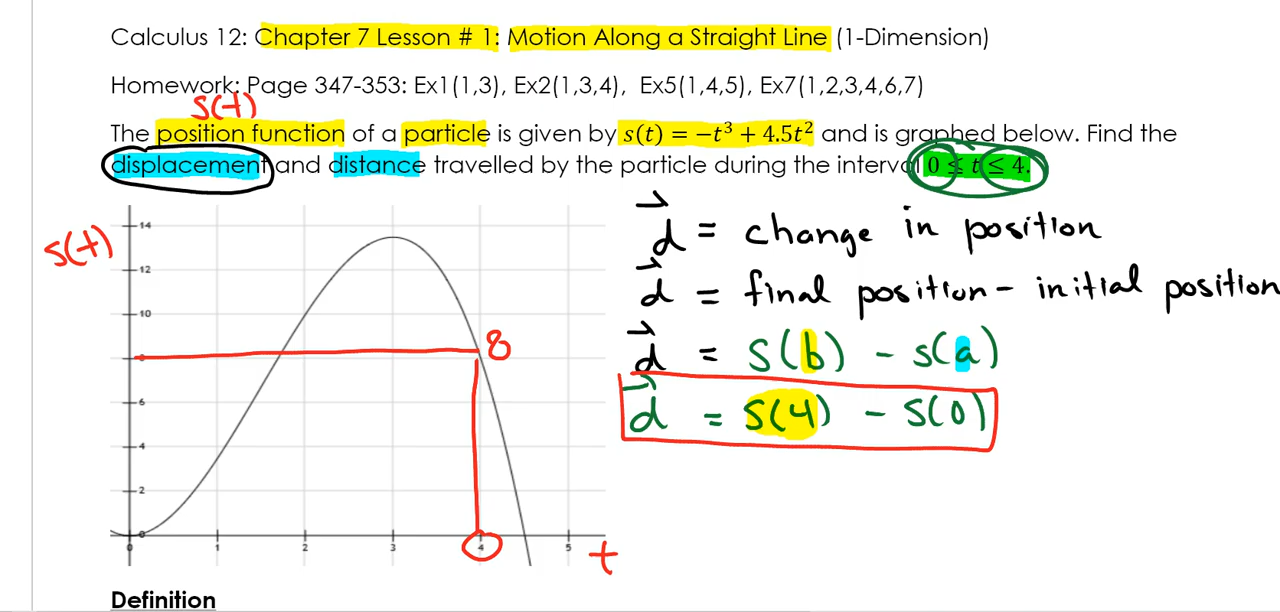 Calculus 12: Chapter 7 Lesson # 1: Motion Along a Straight Line (1-Dimension)
Homework: Page 347-353: Ex1(1,3), Ex2(1,3,4), Ex5(1,4,5), Ex7(1,2,3,4,6,7)
s(t)
The position function of a particle is given by s(t) = −t³ + 4.5t² and is graphed below. Find the
displacement and distance travelled by the particle during the interval 0 ≤ t ≤ 4.
s(t)
14
12
10
8
6
4
2
0
0 1 2 3 4 5
8
t
d⃗ = change in position
d⃗ = final position - initial position
d⃗ = s(b) - s(a)
d⃗ = s(4) - s(0)
Definition